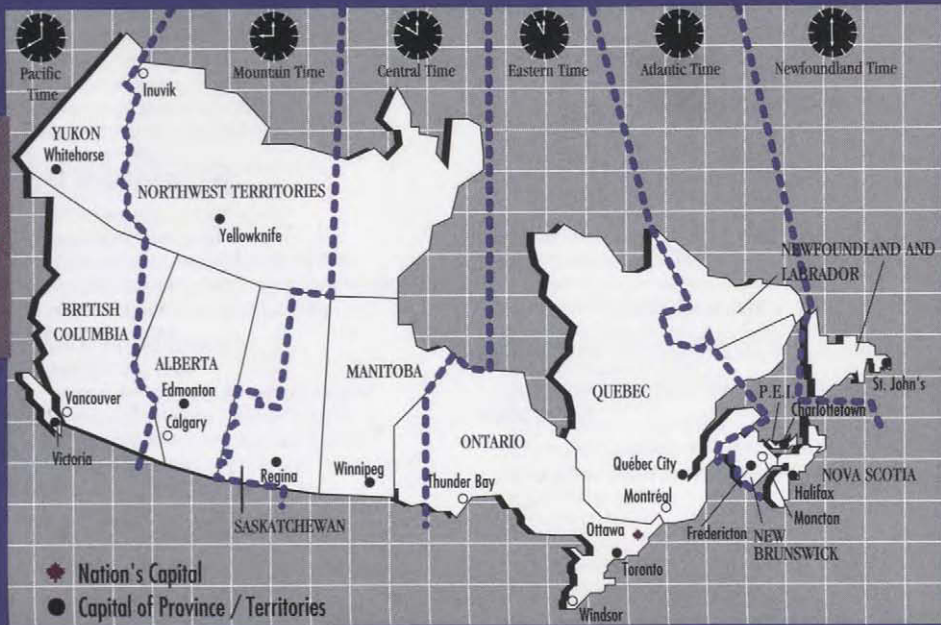 Pacific
Time
Mountain Time
Central Time
Eastern Time
Atlantic Time
Newfoundland Time
Inuvik
YUKON
Whitehorse
NORTHWEST TERRITORIES
Yellowknife
NEWFOUNDLAND AND
LABRADOR
BRITISH
COLUMBIA
ALBERTA
Edmonton
Calgary
MANITOBA
QUEBEC
St. John's
Vancouver
P.E.I.
Charlottetown
Victoria
ONTARIO
Regina
Winnipeg
Thunder Bay
Québec City
Montréal
NOVA SCOTIA
Halifax
Moncton
SASKATCHEWAN
Ottawa
Fredericton
NEW
BRUNSWICK
Toronto
Windsor
Nation's Capital
Capital of Province / Territories